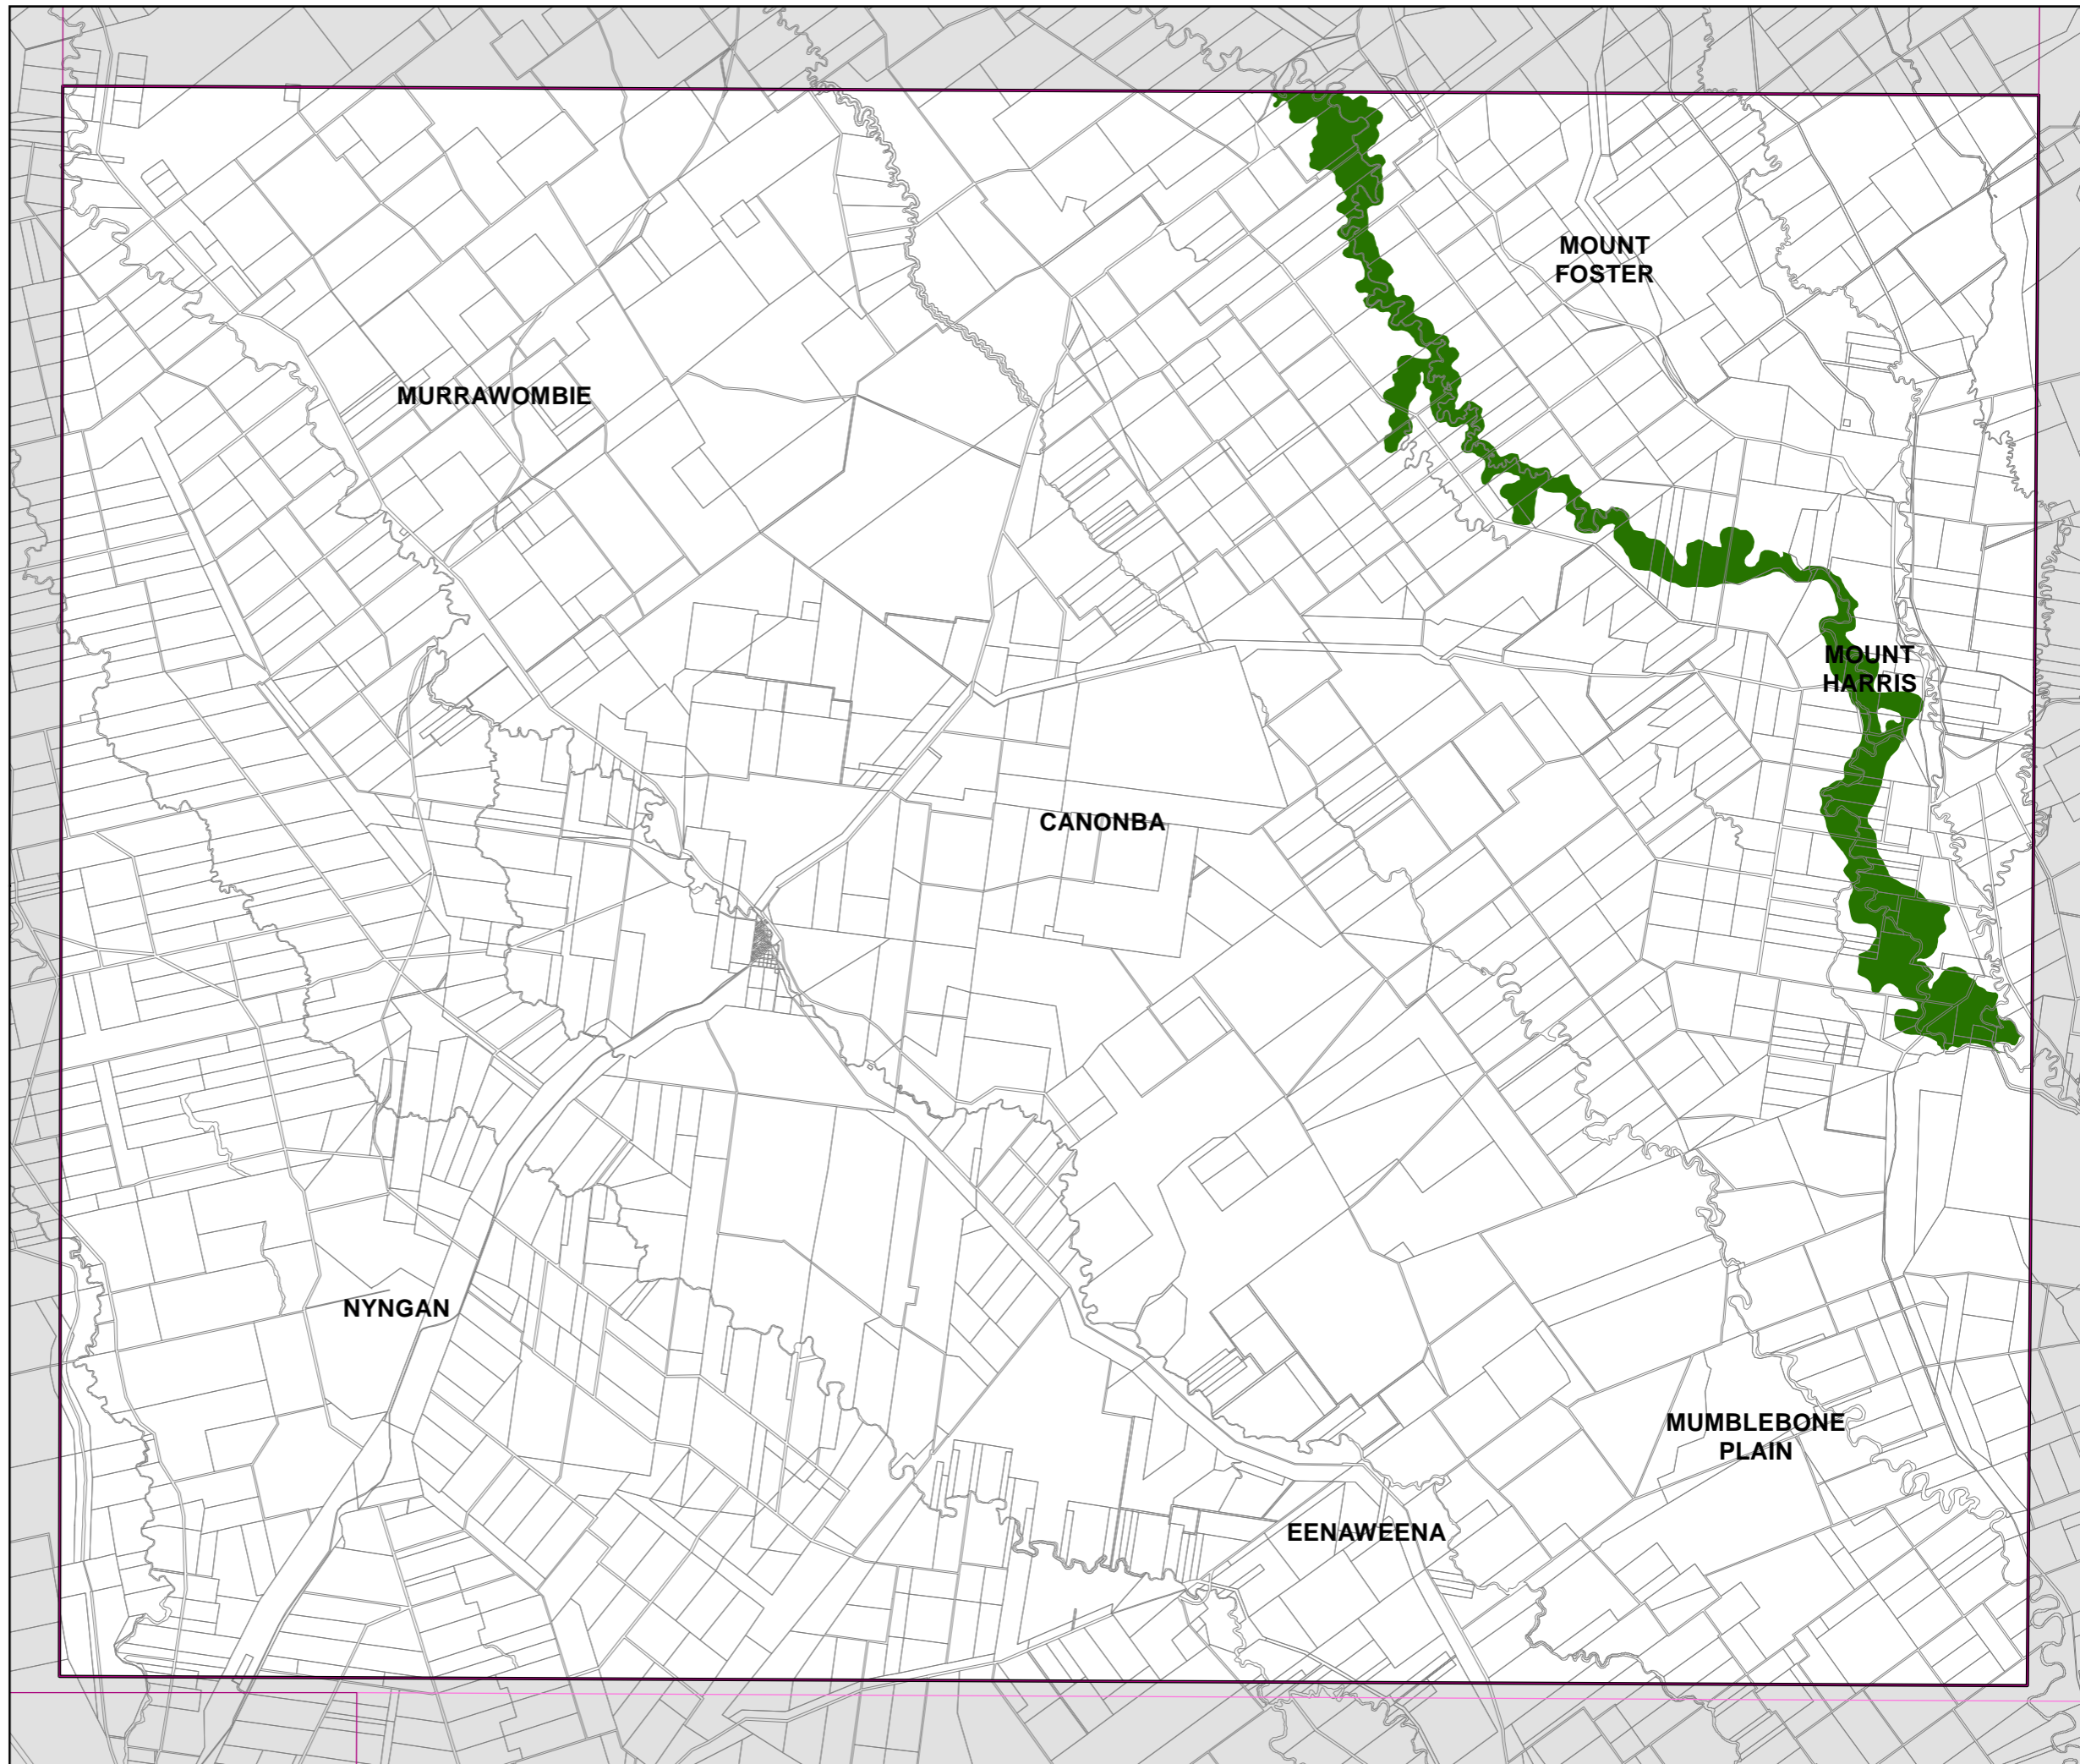 MOUNT
FOSTER
MURRAWOMBIE
MOUNT
HARRIS
CANONBA
NYNGAN
MUMBLEBONE
PLAIN
EENAWEENA